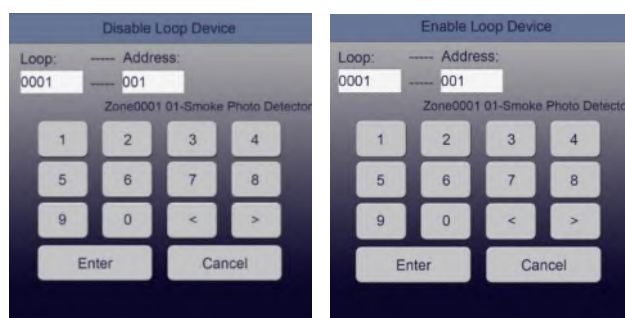 Disable Loop Device
Loop: ----- Address:
0001 ----- 001
Zone0001 01-Smoke Photo Detector
1 2 3 4
5 6 7 8
9 0 < >
Enter Cancel
Enable Loop Device
Loop: ----- Address:
0001 ----- 001
Zone0001 01-Smoke Photo Detecto
1 2 3 4
5 6 7 8
9 0 < >
Enter Cancel